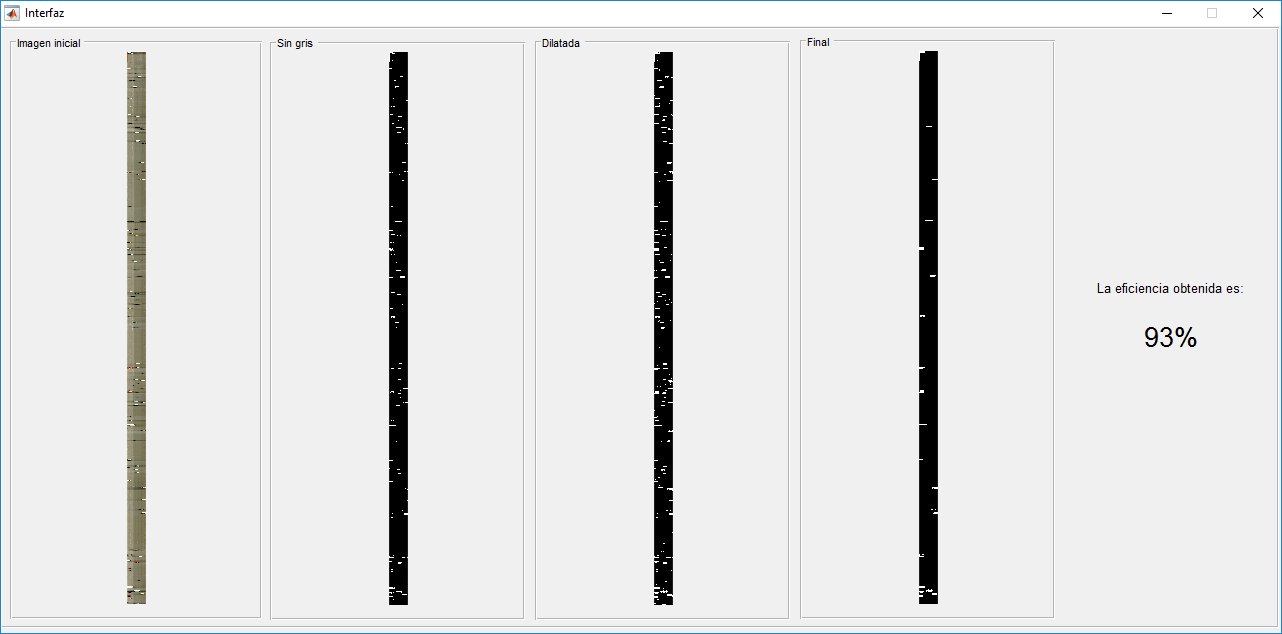 Interfaz
Imagen inicial
Sin gris
Dilatada
Final
La eficiencia obtenida es:
93%